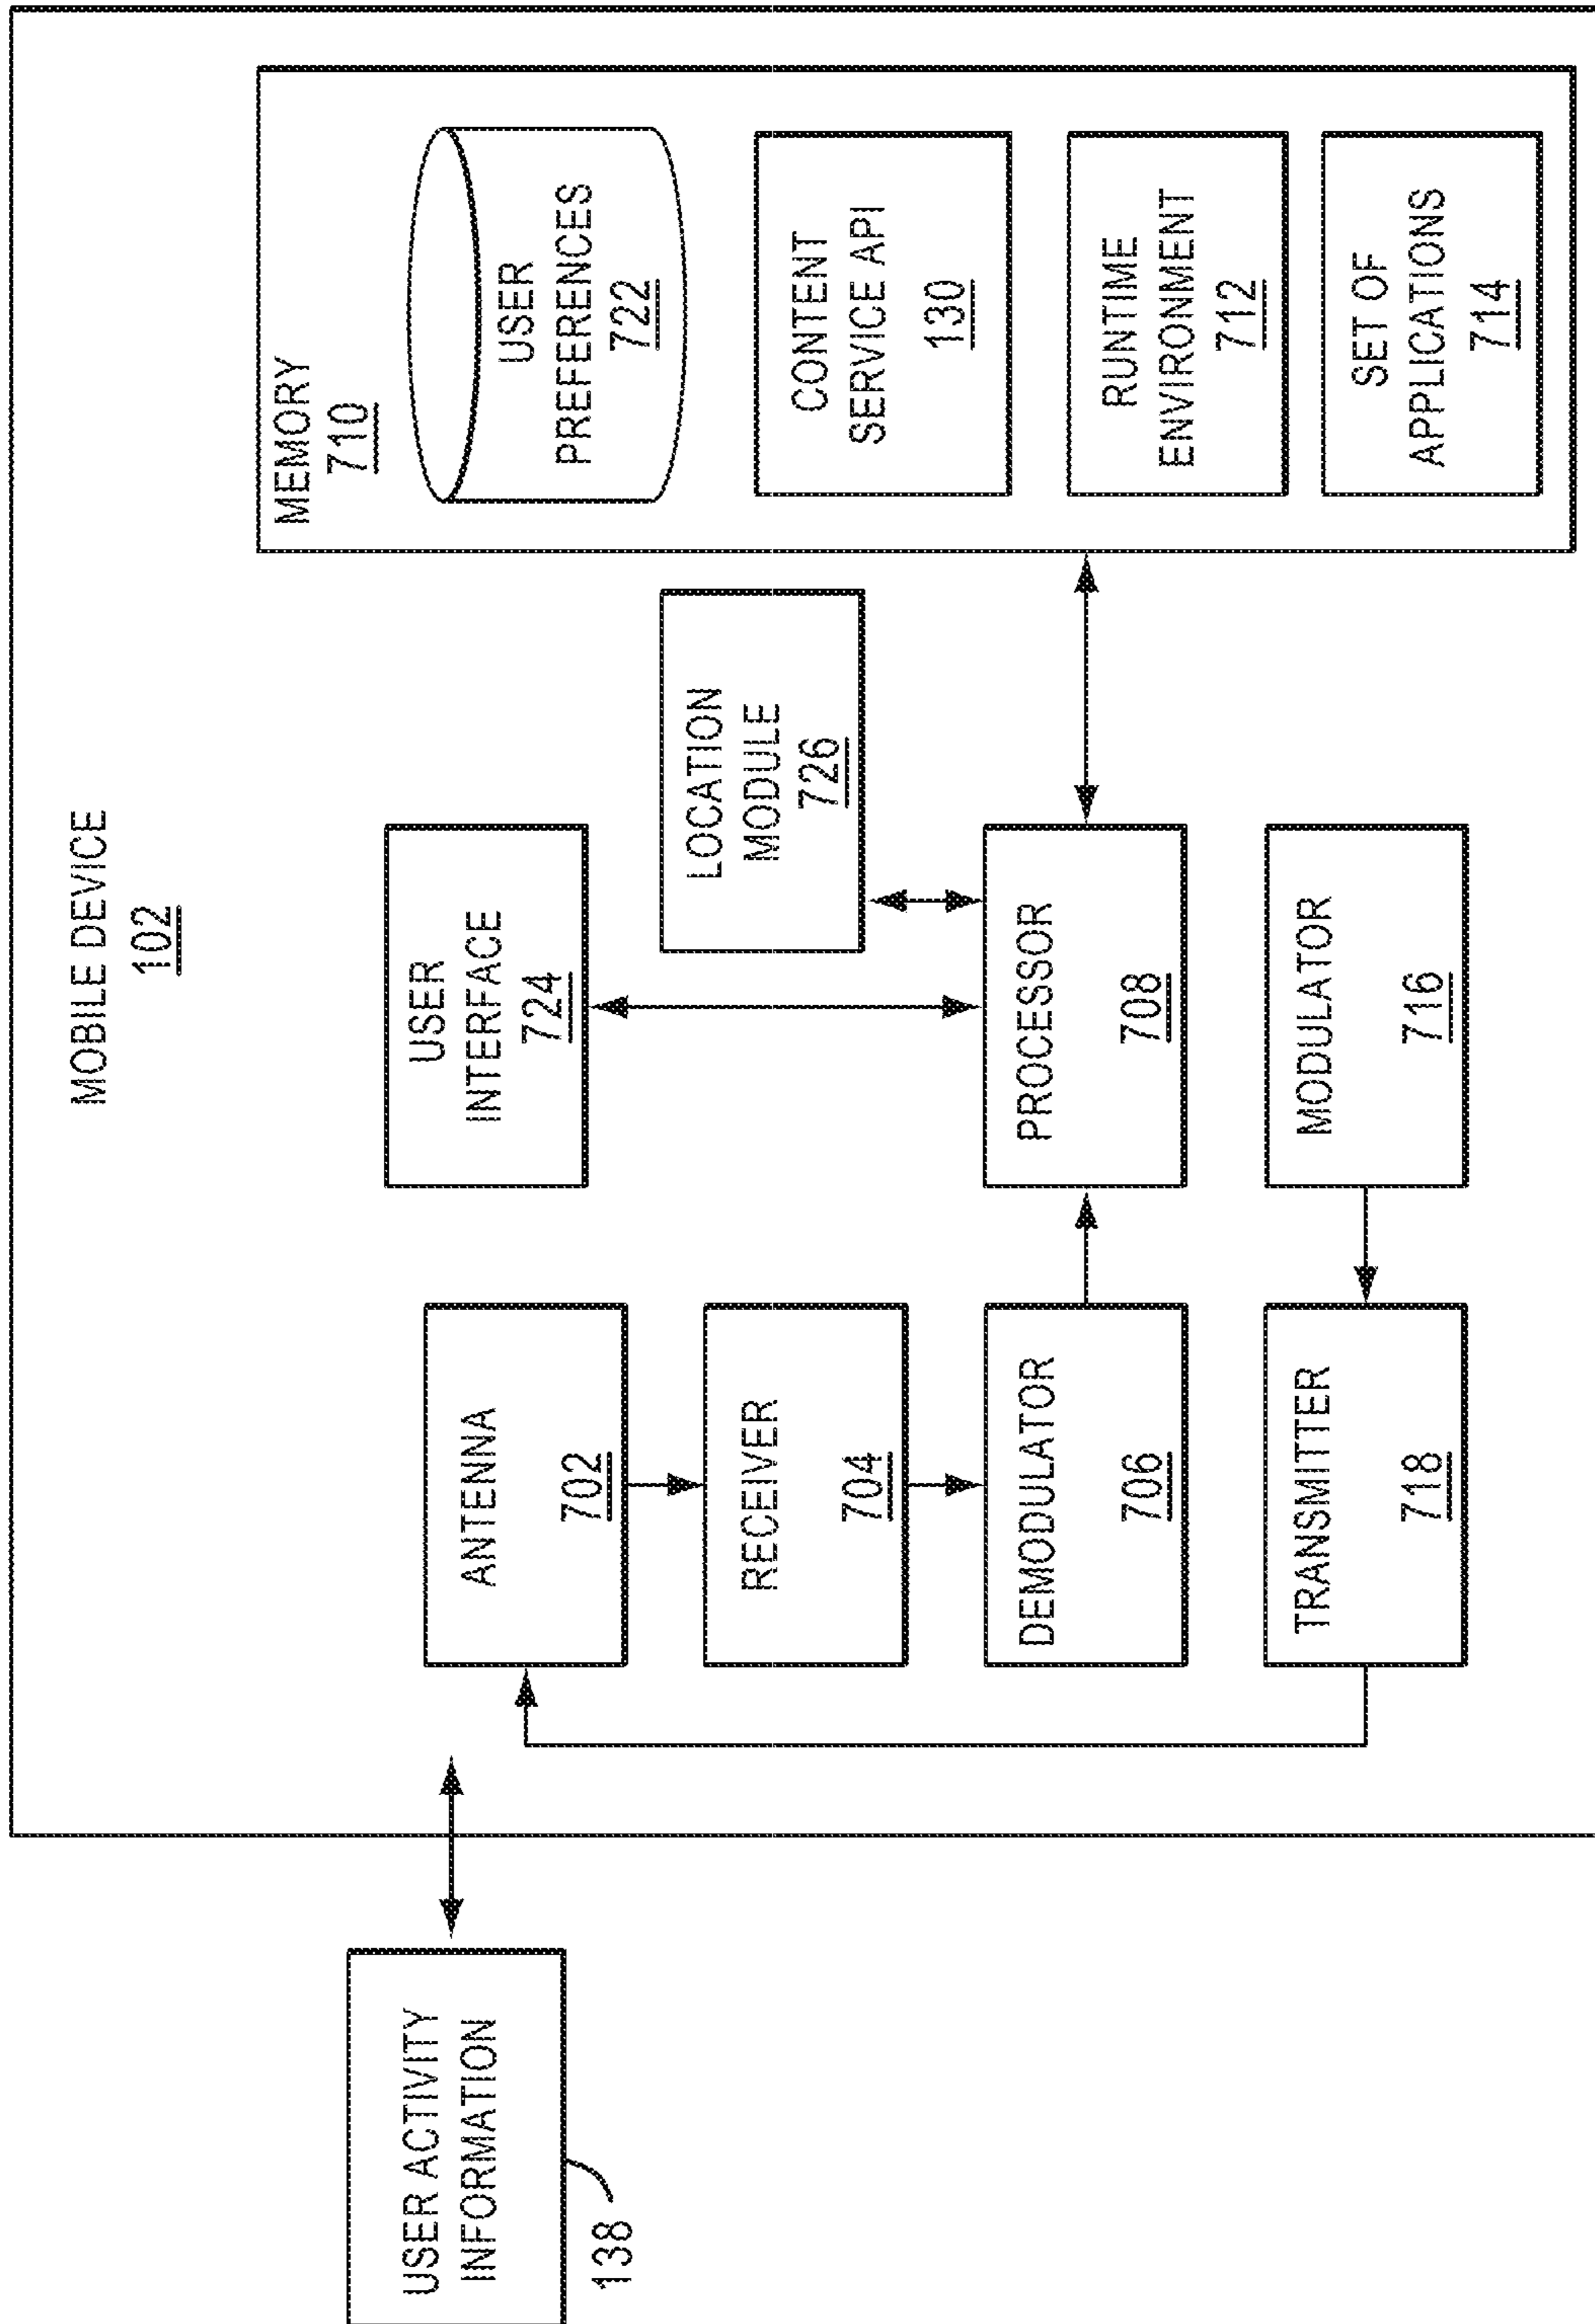 MOBILE DEVICE
102
USER ACTIVITY
INFORMATION
138
ANTENNA
702
RECEIVER
704
DEMODULATOR
706
TRANSMITTER
718
USER
INTERFACE
724
LOCATION
MODULE
726
PROCESSOR
708
MODULATOR
716
MEMORY
710
USER
PREFERENCES
722
CONTENT
SERVICE API
130
RUNTIME
ENVIRONMENT
712
SET OF
APPLICATIONS
714